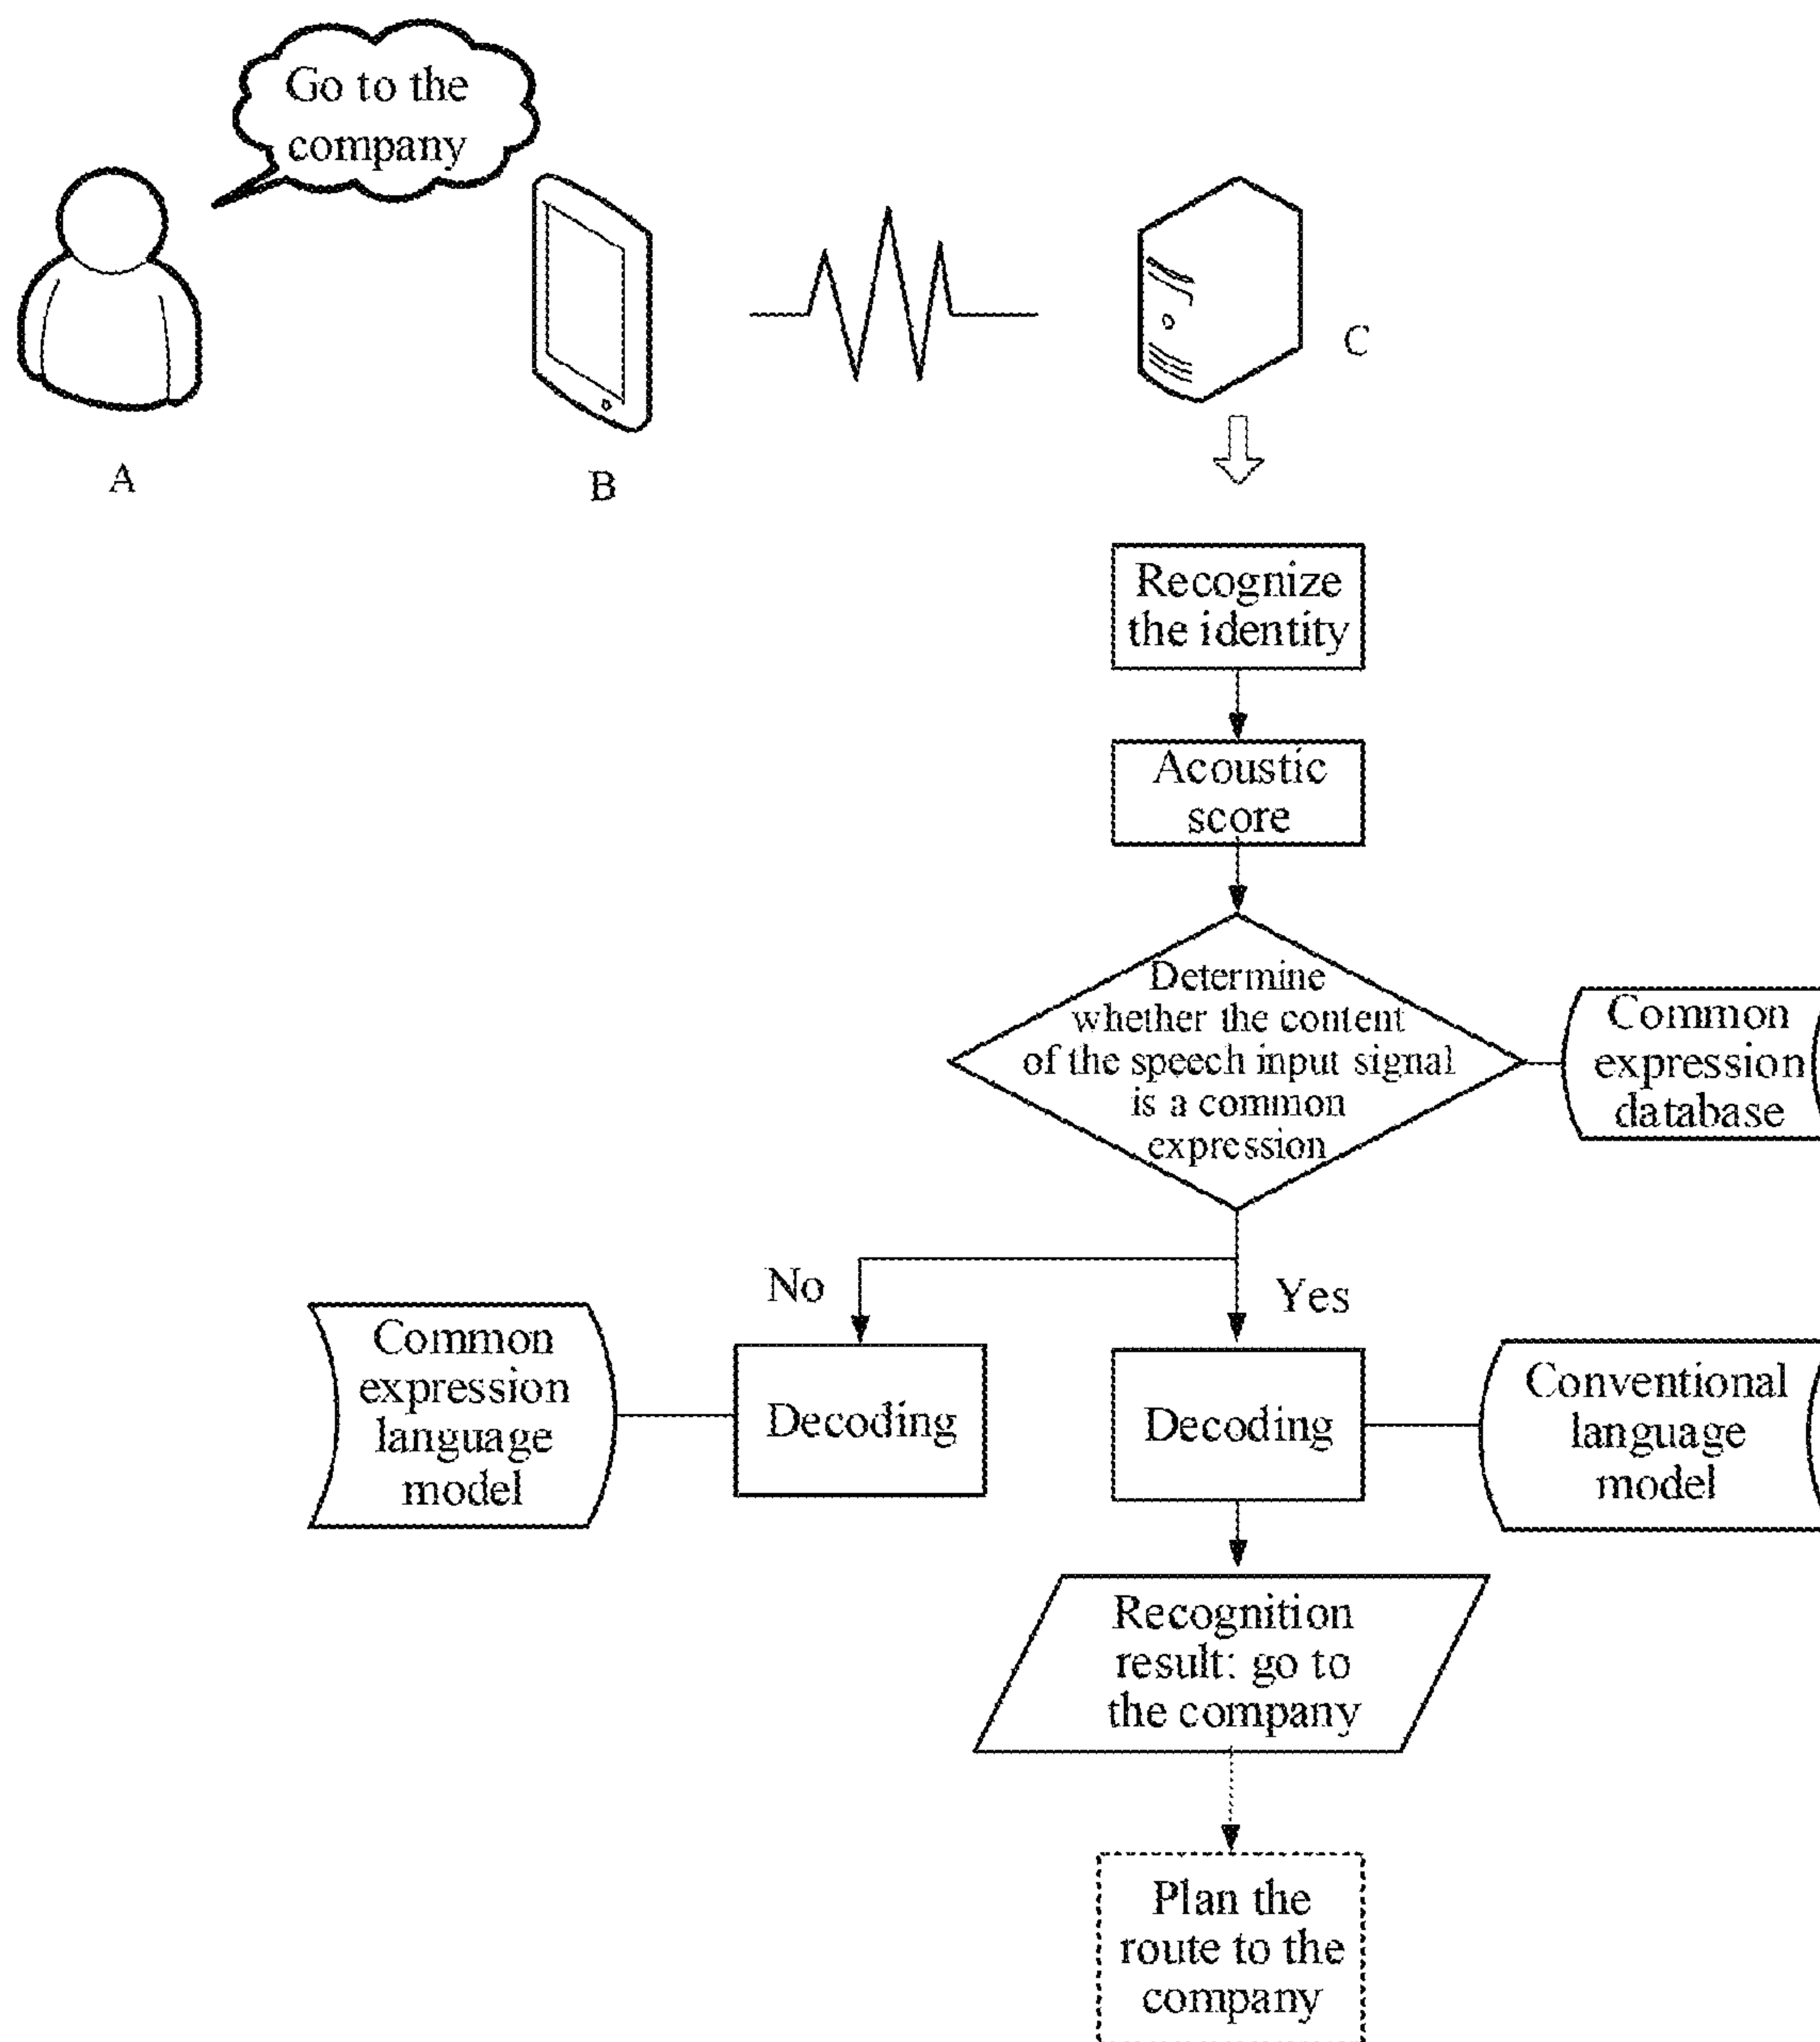 Go to the
company
A
B
C
Recognize
the identity
Acoustic
score
Determine
whether the content
of the speech input signal
is a common
expression
Common
expression
database
No
Yes
Common
expression
language
model
Decoding
Decoding
Conventional
language
model
Recognition
result: go to
the company
Plan the
route to the
company